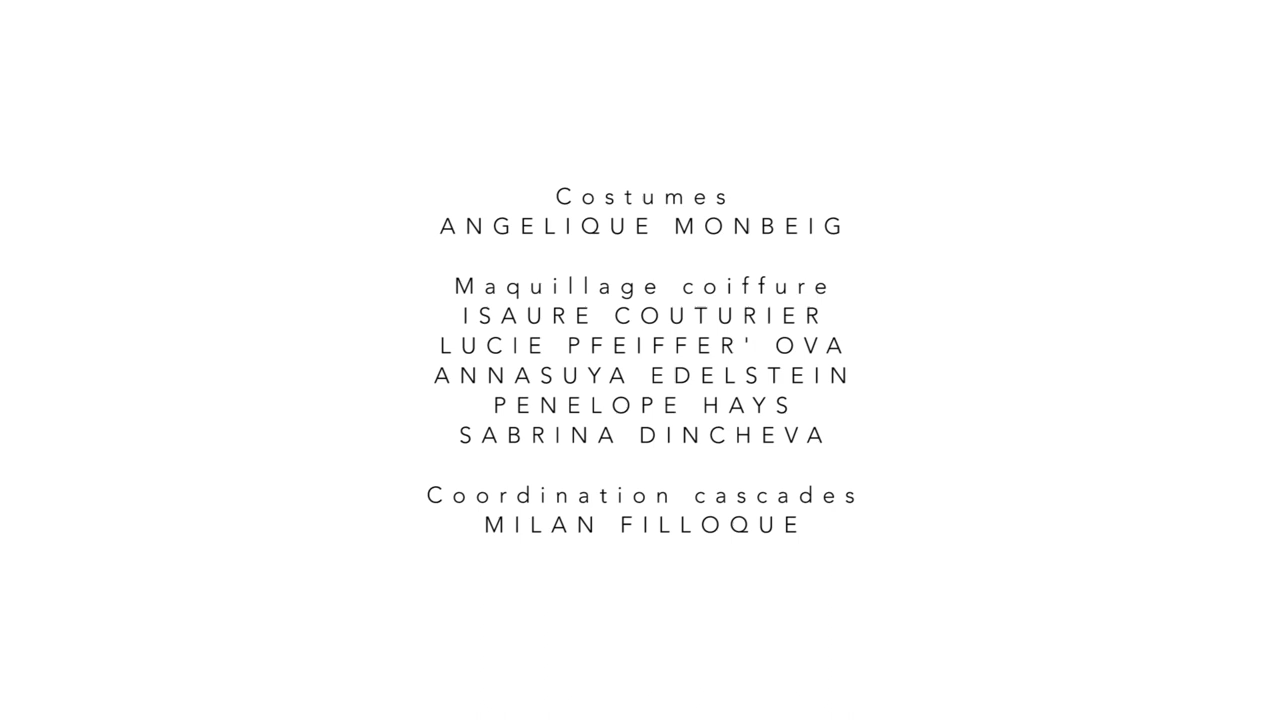 Costumes
ANGELIQUE MONBEIG
Maquillage coiffure
ISAURE COUTURIER
LUCIE PFEIFFER' OVA
ANNASUYA EDELSTEIN
PENELOPE HAYS
SABRINA DINCHEVA
Coordination cascades
MILAN FILLOQUE